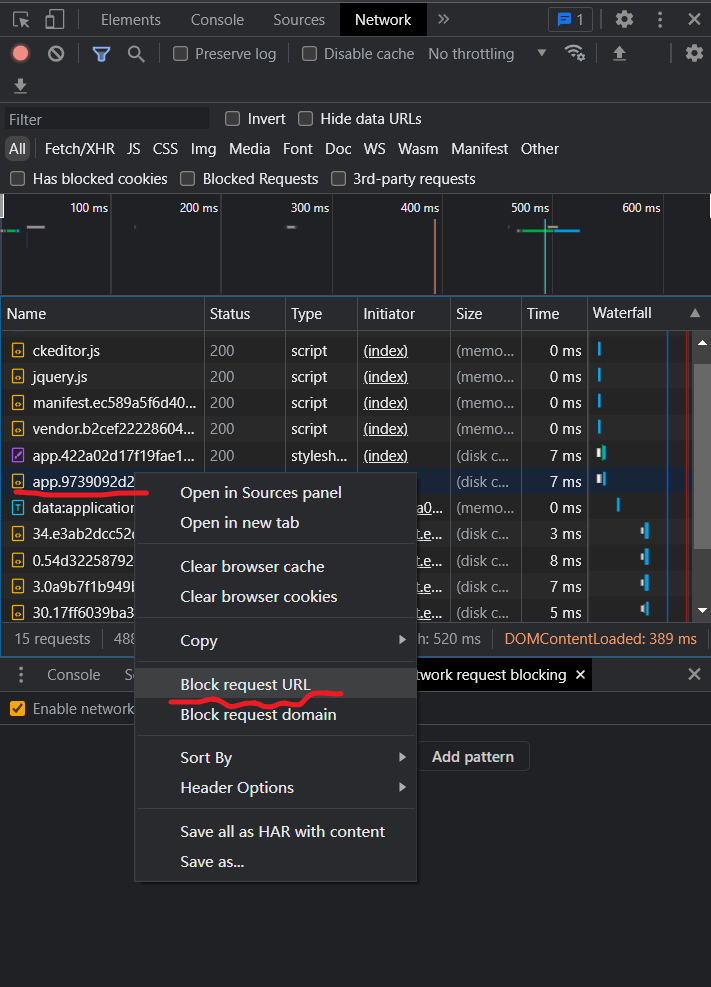 Elements Console Sources Network 1
Preserve log Disable cache No throttling
Filter Invert Hide data URLs
All Fetch/XHR JS CSS Img Media Font Doc WS Wasm Manifest Other
Has blocked cookies Blocked Requests 3rd-party requests
100 ms 200 ms 300 ms 400 ms 500 ms 600 ms
Name Status Type Initiator Size Time Waterfall
ckeditor.js 200 script (index) (memo... 0 ms
jquery.js 200 script (index) (memo... 0 ms
manifest.ec589a5f6d40... 200 script (index) (memo... 0 ms
vendor.b2cef22228604... 200 script (index) (memo... 0 ms
app.422a02d17f19fae1... 200 stylesh... (index) (disk c... 7 ms
app.9739092d2 (disk c... 7 ms
Open in Sources panel
data:application a0... (memo... 0 ms
Open in new tab
34.e3ab2dcc52 t.e... (disk c... 3 ms
0.54d32258792 t.e... (disk c... 8 ms
Clear browser cache
3.0a9b7f1b949b t.e... (disk c... 7 ms
Clear browser cookies
30.17ff6039ba3 t.e... (disk c... 5 ms
15 requests 488 Copy h: 520 ms DOMContentLoaded: 389 ms
Console twork request blocking
Block request URL
Enable network
Block request domain
Sort By Add pattern
Header Options
Save all as HAR with content
Save as...